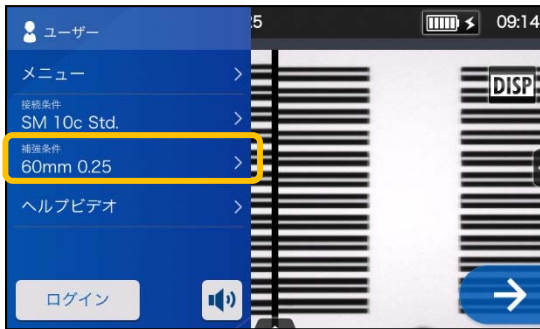 ユーザー
5
09:14
メニュー
接続条件
SM 10c Std.
DISP
補強条件
60mm 0.25
ヘルプビデオ
ログイン